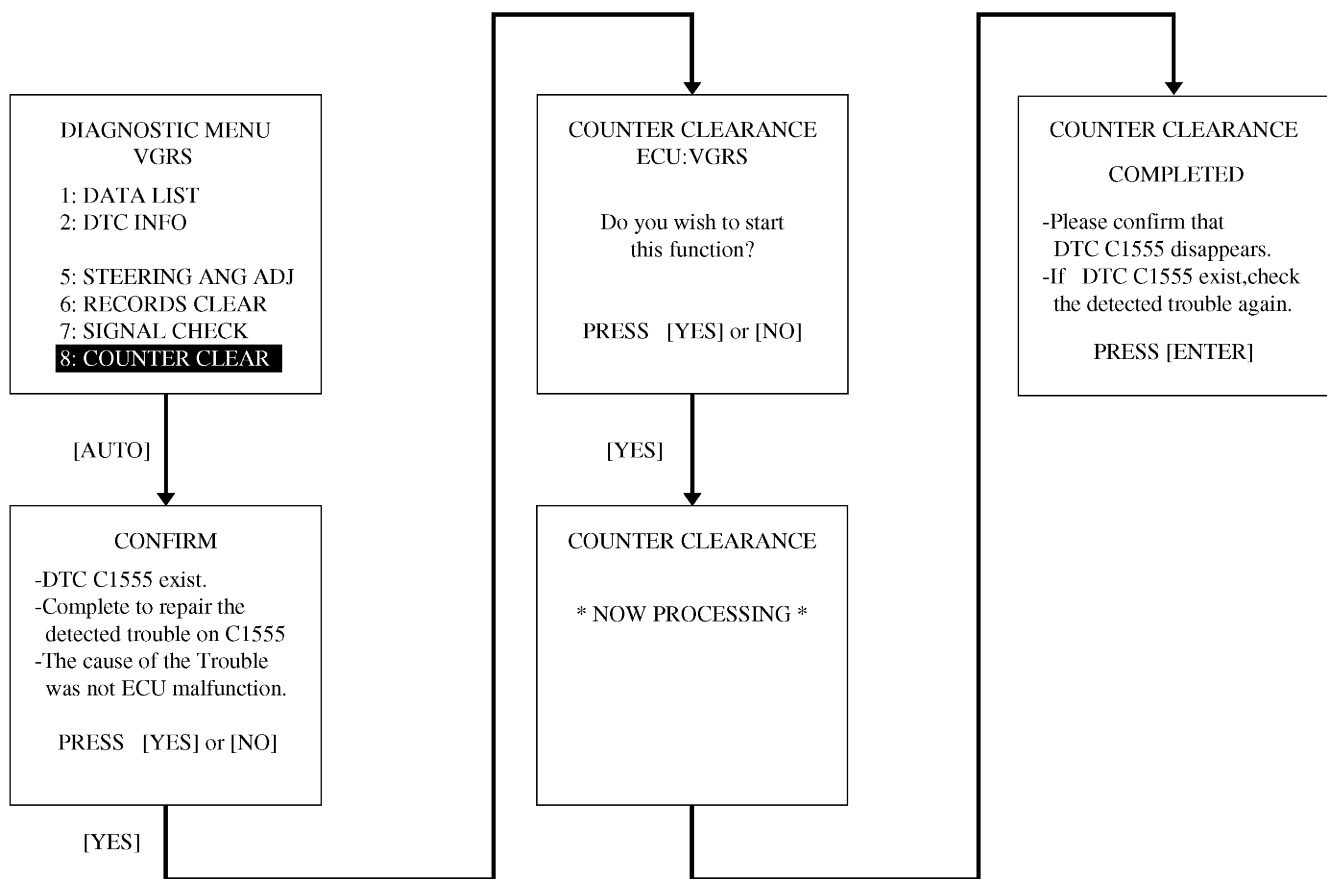 DIAGNOSTIC MENU
VGRS
1: DATA LIST
2: DTC INFO
5: STEERING ANG ADJ
6: RECORDS CLEAR
7: SIGNAL CHECK
8: COUNTER CLEAR
[AUTO]
CONFIRM
-DTC C1555 exist.
-Complete to repair the
detected trouble on C1555
-The cause of the Trouble
was not ECU malfunction.
PRESS [YES] or [NO]
[YES]
COUNTER CLEARANCE
ECU:VGRS
Do you wish to start
this function?
PRESS [YES] or [NO]
[YES]
COUNTER CLEARANCE
* NOW PROCESSING *
COUNTER CLEARANCE
COMPLETED
-Please confirm that
DTC C1555 disappears.
-If DTC C1555 exist,check
the detected trouble again.
PRESS [ENTER]